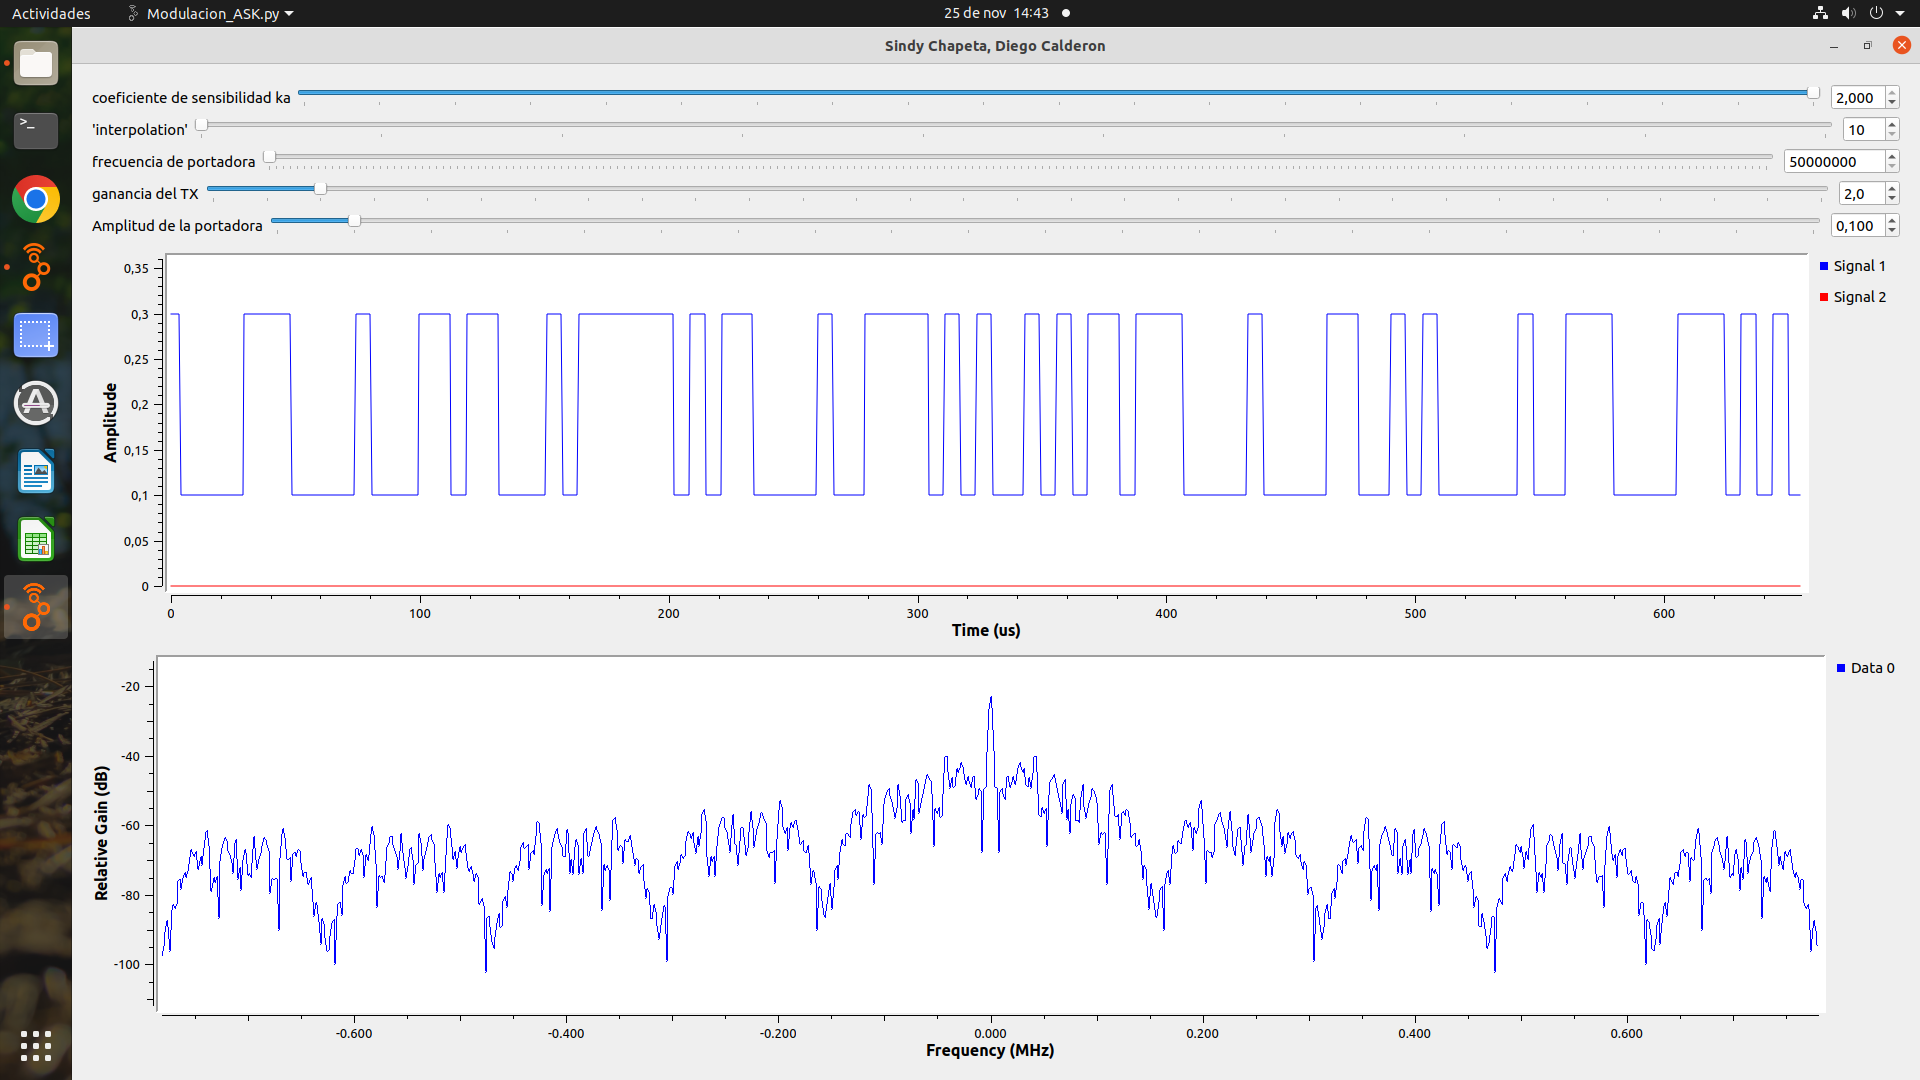 Actividades Modulacion_ASK.py 25 de nov 14:43
Sindy Chapeta, Diego Calderon
coeficiente de sensibilidad ka 2,000
'interpolation' 10
frecuencia de portadora 50000000
ganancia del TX 2,0
Amplitud de la portadora 0,100
Signal 1
Signal 2
Amplitude
0,35
0,3
0,25
0,2
0,15
0,1
0,05
0
0 100 200 300 400 500 600
Time (us)
Data 0
Relative Gain (dB)
-20
-40
-60
-80
-100
-0.600 -0.400 -0.200 0.000 0.200 0.400 0.600
Frequency (MHz)